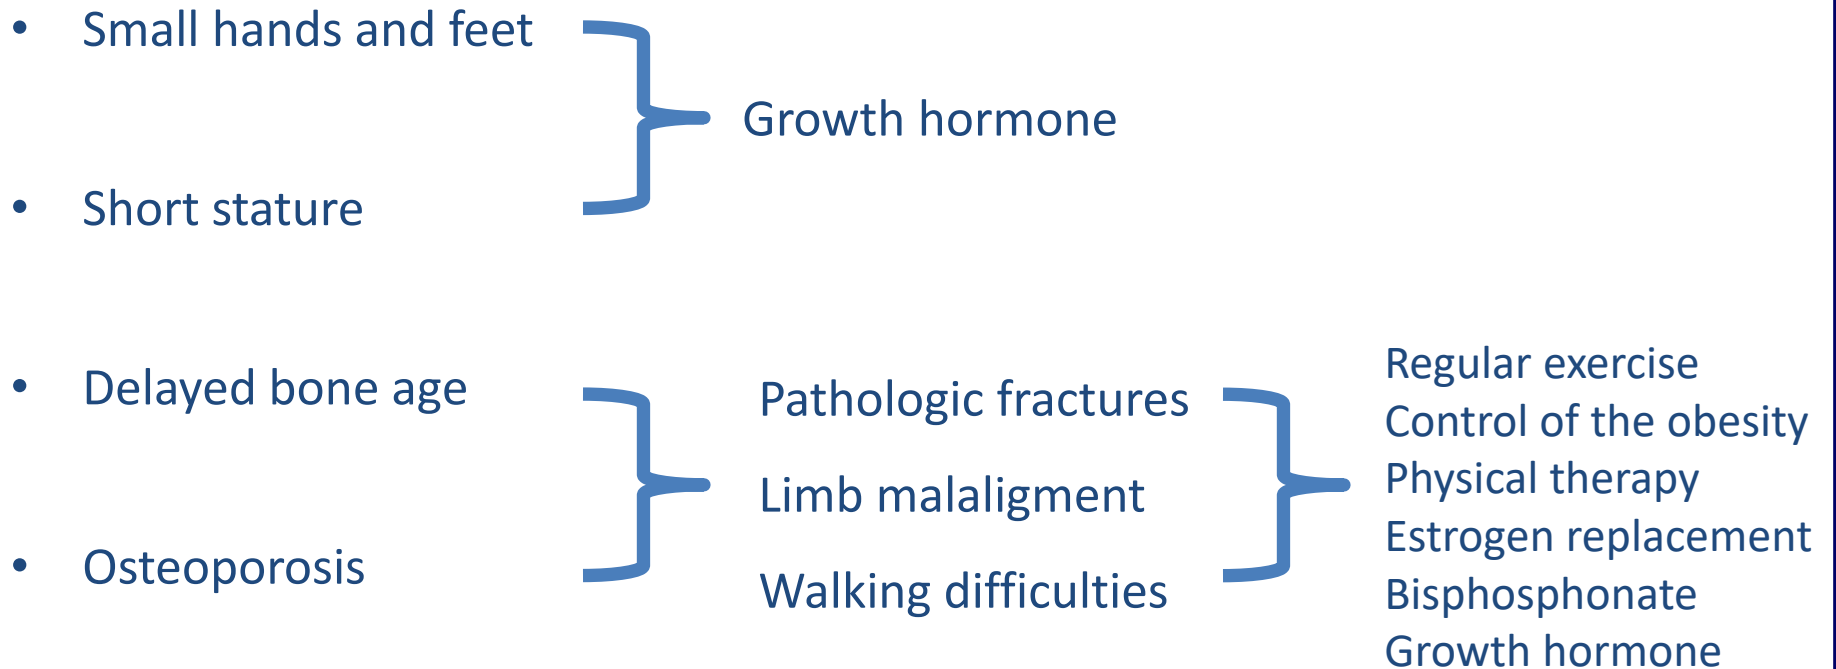 • Small hands and feet
Growth hormone
• Short stature
• Delayed bone age
• Osteoporosis
Pathologic fractures
Limb malaligment
Walking difficulties
Regular exercise
Control of the obesity
Physical therapy
Estrogen replacement
Bisphosphonate
Growth hormone